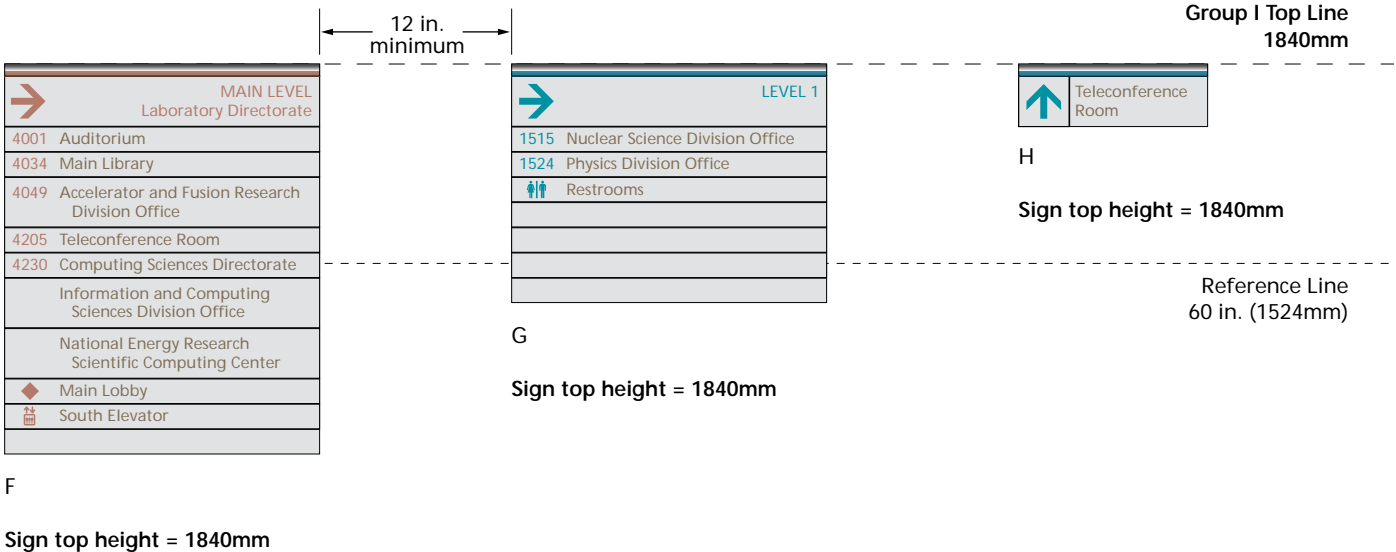 Group I Top Line
1840mm
12 in.
minimum
MAIN LEVEL
Laboratory Directorate
4001 Auditorium
4034 Main Library
4049 Accelerator and Fusion Research
Division Office
4205 Teleconference Room
4230 Computing Sciences Directorate
Information and Computing
Sciences Division Office
National Energy Research
Scientific Computing Center
Main Lobby
South Elevator
F
Sign top height = 1840mm
LEVEL 1
1515 Nuclear Science Division Office
1524 Physics Division Office
Restrooms
G
Sign top height = 1840mm
Teleconference
Room
H
Sign top height = 1840mm
Reference Line
60 in. (1524mm)